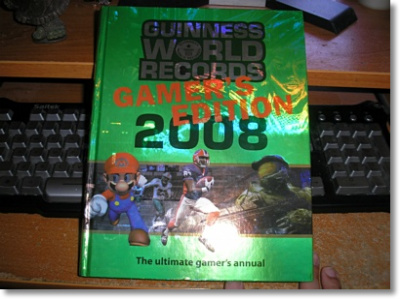 GUINNESS
WORLD
RECORDS
GAMER'S
EDITION
2008
The ultimate gamer's annual